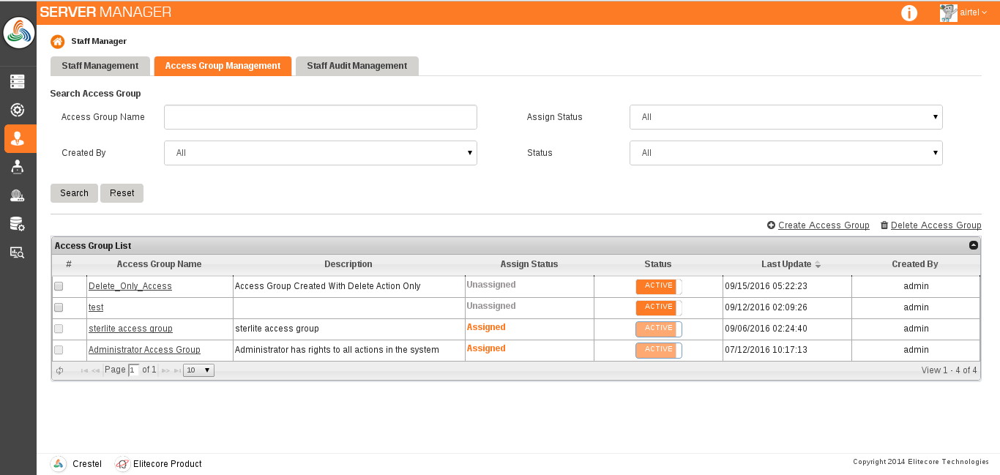 SERVER MANAGER
airtel
Staff Manager
Staff Management Access Group Management Staff Audit Management
Search Access Group
Access Group Name Assign Status All
Created By All Status All
Search Reset
Create Access Group Delete Access Group
Access Group List
# Access Group Name Description Assign Status Status Last Update Created By
Delete_Only_Access Access Group Created With Delete Action Only Unassigned ACTIVE 09/15/2016 05:22:23 admin
test Unassigned ACTIVE 09/12/2016 02:09:26 admin
sterlite access group sterlite access group Assigned ACTIVE 09/06/2016 02:24:40 admin
Administrator Access Group Administrator has rights to all actions in the system Assigned ACTIVE 07/12/2016 10:17:13 admin
Page 1 of 1 10 View 1 - 4 of 4
Crestel Elitecore Product Copyright 2014 Elitecore Technologies